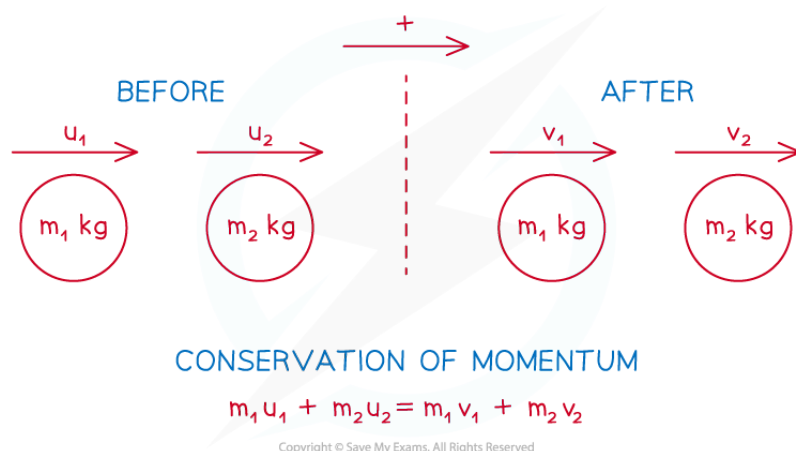 +
BEFORE
AFTER
u₁
u₂
v₁
v₂
m₁ kg
m₂ kg
m₁ kg
m₂ kg
CONSERVATION OF MOMENTUM
m₁u₁ + m₂u₂ = m₁v₁ + m₂v₂
Copyright © Save My Exams. All Rights Reserved